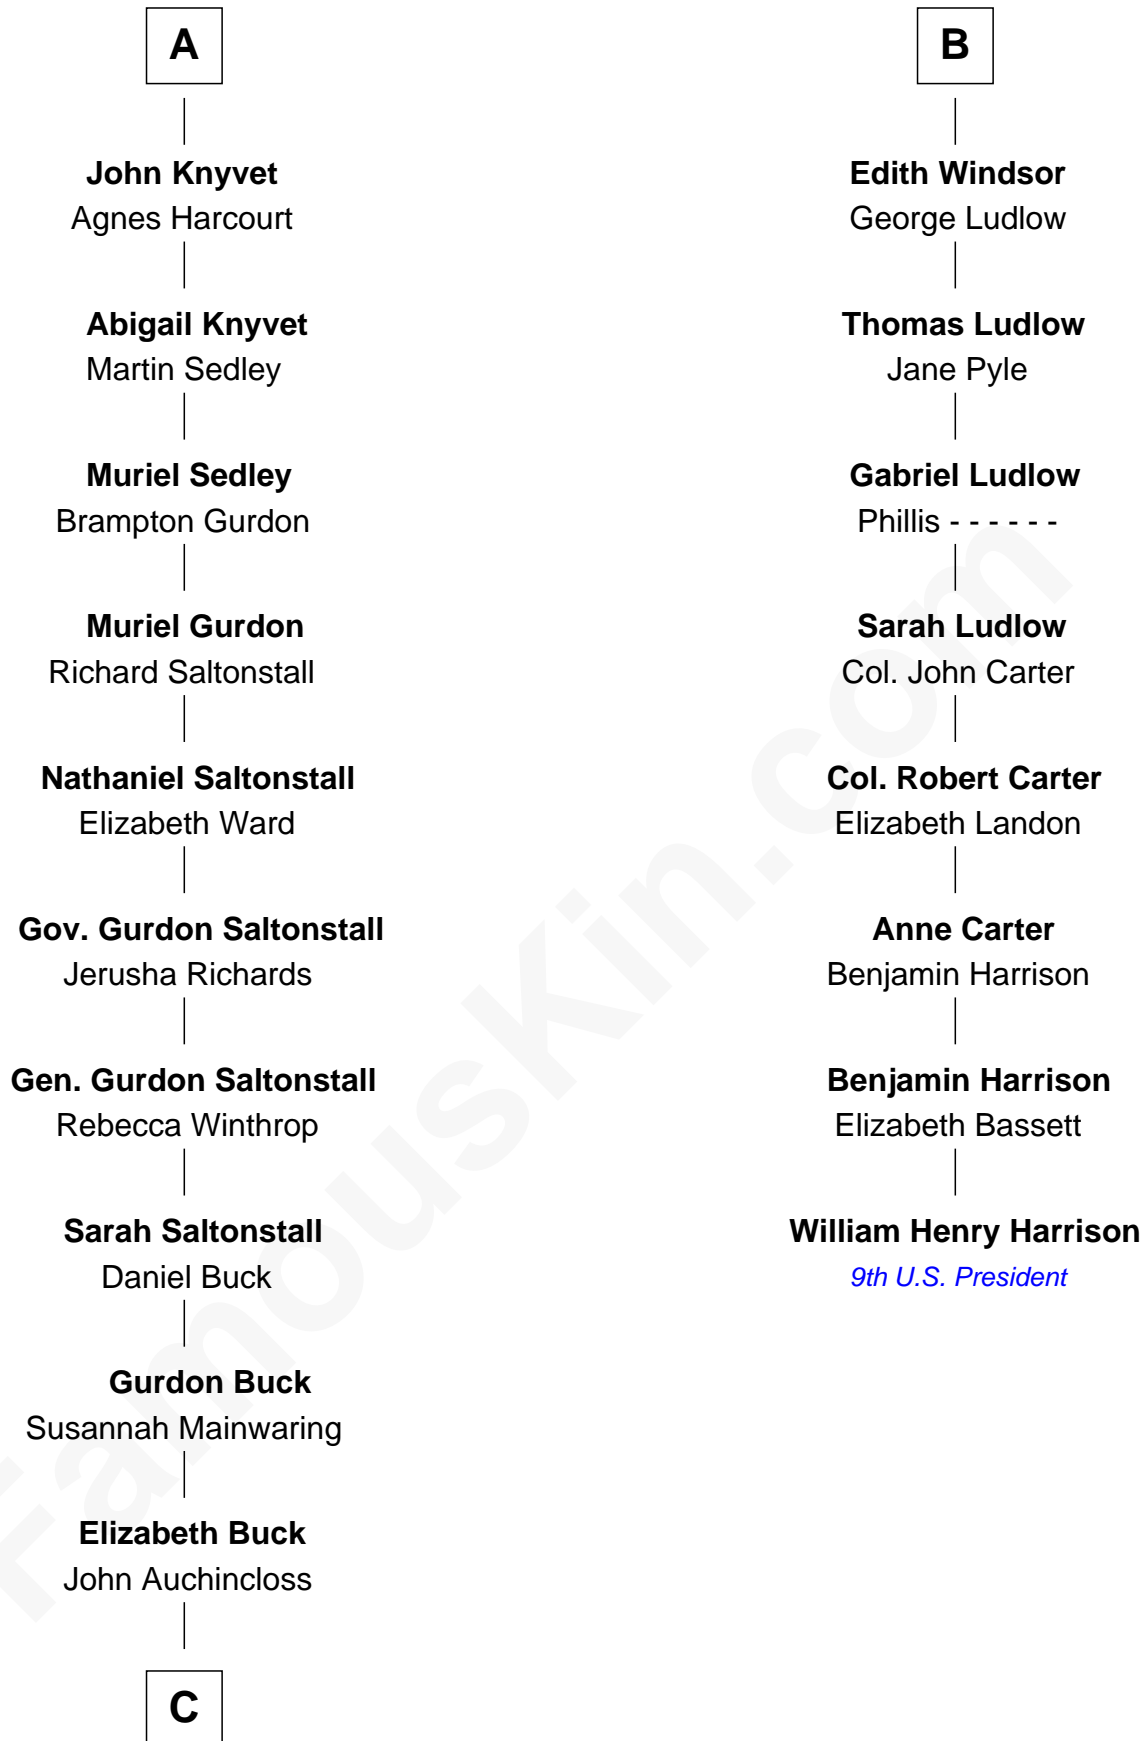 A
John Knyvet
Agnes Harcourt
Abigail Knyvet
Martin Sedley
Muriel Sedley
Brampton Gurdon
Muriel Gurdon
Richard Saltonstall
Nathaniel Saltonstall
Elizabeth Ward
Gov. Gurdon Saltonstall
Jerusha Richards
Gen. Gurdon Saltonstall
Rebecca Winthrop
Sarah Saltonstall
Daniel Buck
Gurdon Buck
Susannah Mainwaring
Elizabeth Buck
John Auchincloss
C
B
Edith Windsor
George Ludlow
Thomas Ludlow
Jane Pyle
Gabriel Ludlow
Phillis - - - - - -
Sarah Ludlow
Col. John Carter
Col. Robert Carter
Elizabeth Landon
Anne Carter
Benjamin Harrison
Benjamin Harrison
Elizabeth Bassett
William Henry Harrison
9th U.S. President
FamousKin.com